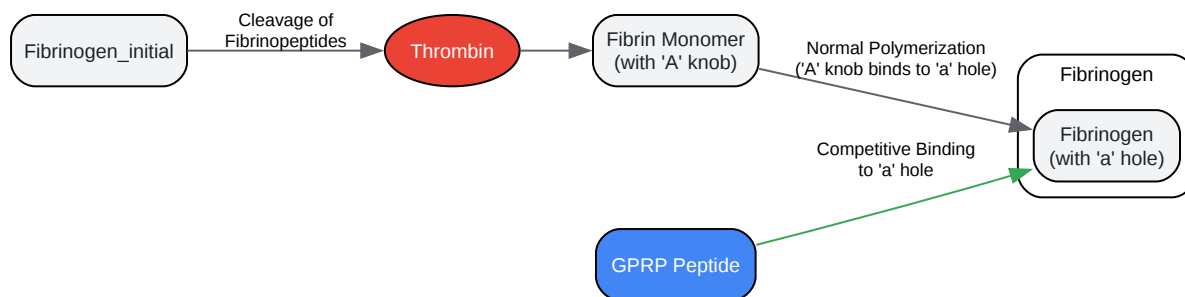 Fibrinogen_initial
Cleavage of
Fibrinopeptides
Thrombin
Fibrin Monomer
(with 'A' knob)
Normal Polymerization
('A' knob binds to 'a' hole)
Fibrinogen
Fibrinogen
(with 'a' hole)
Competitive Binding
to 'a' hole
GPRP Peptide